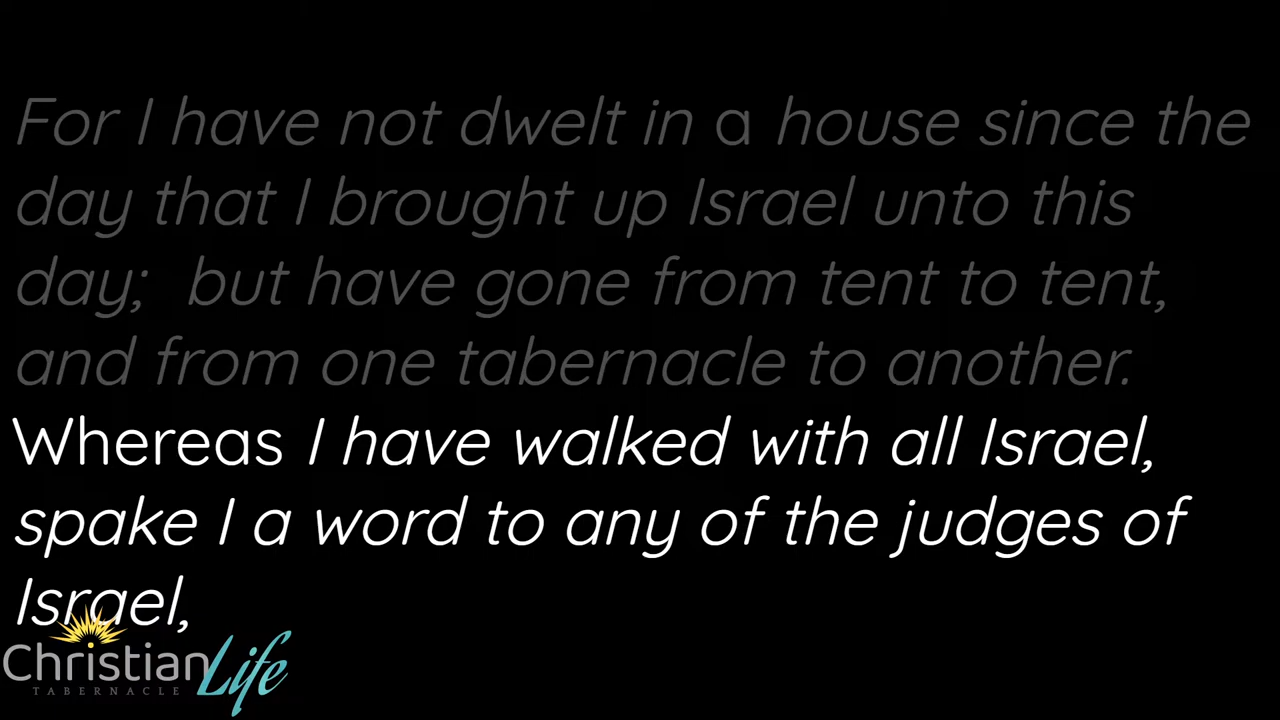 For I have not dwelt in a house since the
day that I brought up Israel unto this
day;  but have gone from tent to tent,
and from one tabernacle to another.
Whereas I have walked with all Israel,
spake I a word to any of the judges of
Israel,
Christian Life
TABERNACLE